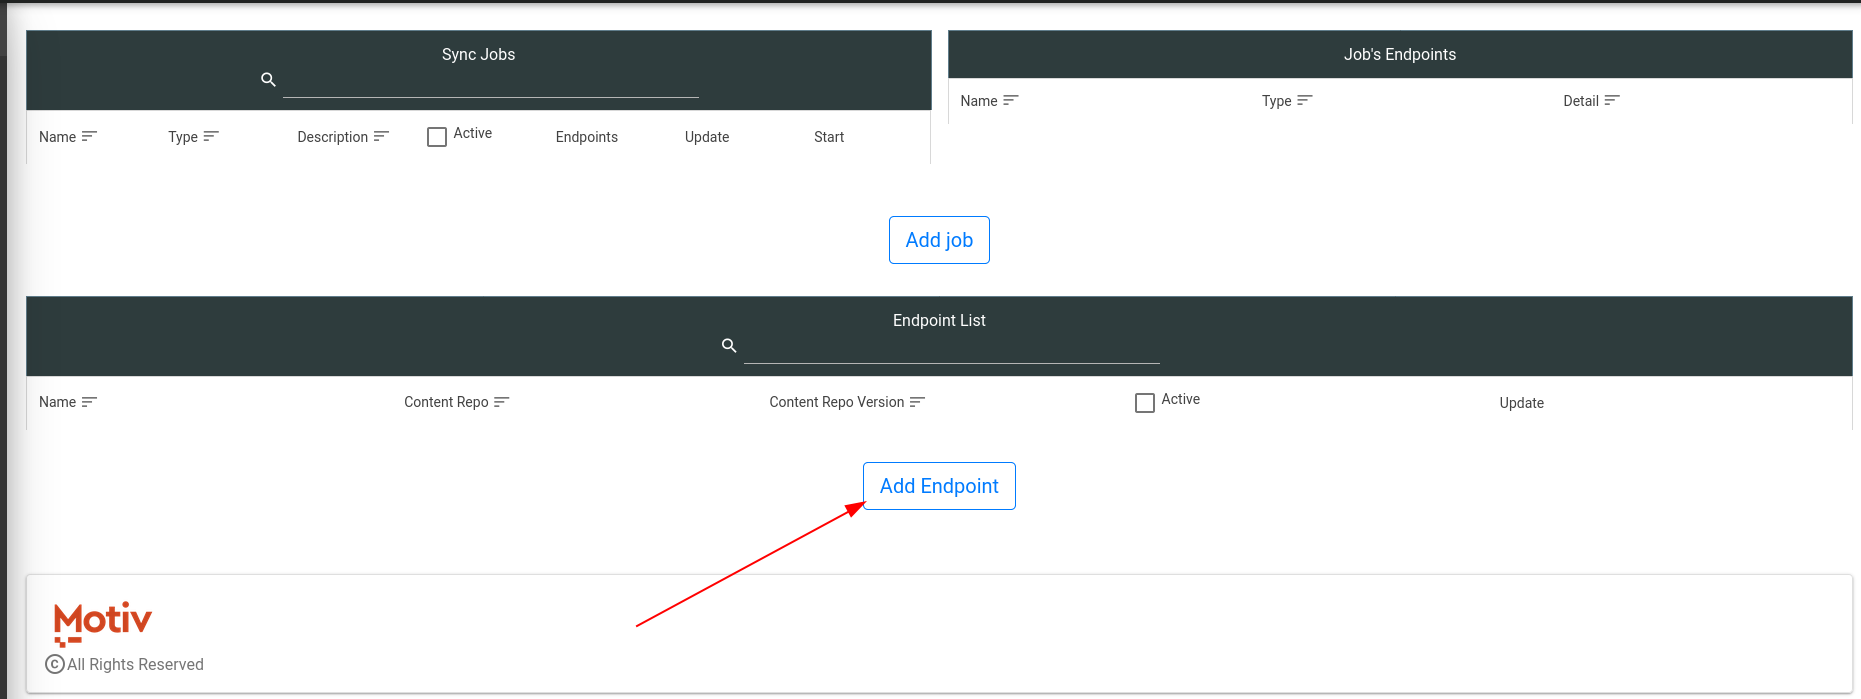 Sync Jobs
Name Type Description Active Endpoints Update Start
Job's Endpoints
Name Type Detail
Add job
Endpoint List
Name Content Repo Content Repo Version Active Update
Add Endpoint
Motiv
© All Rights Reserved